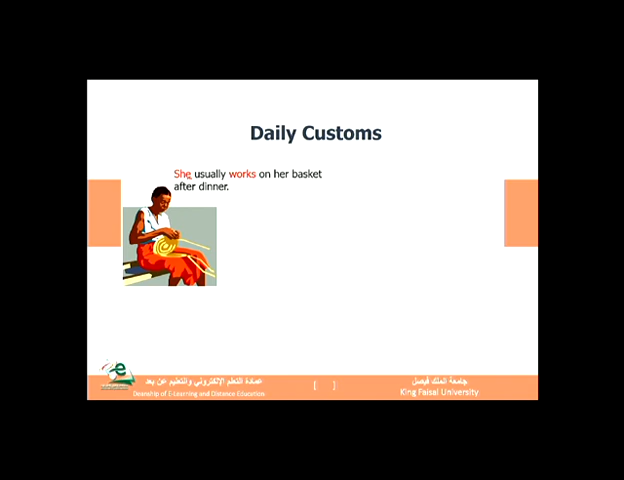 Daily Customs
She usually works on her basket
after dinner.
e
عمادة التعلم الإلكتروني والتعليم عن بعد
Deanship of E-Learning and Distance Education
[ ]
جامعة الملك فيصل
King Faisal University